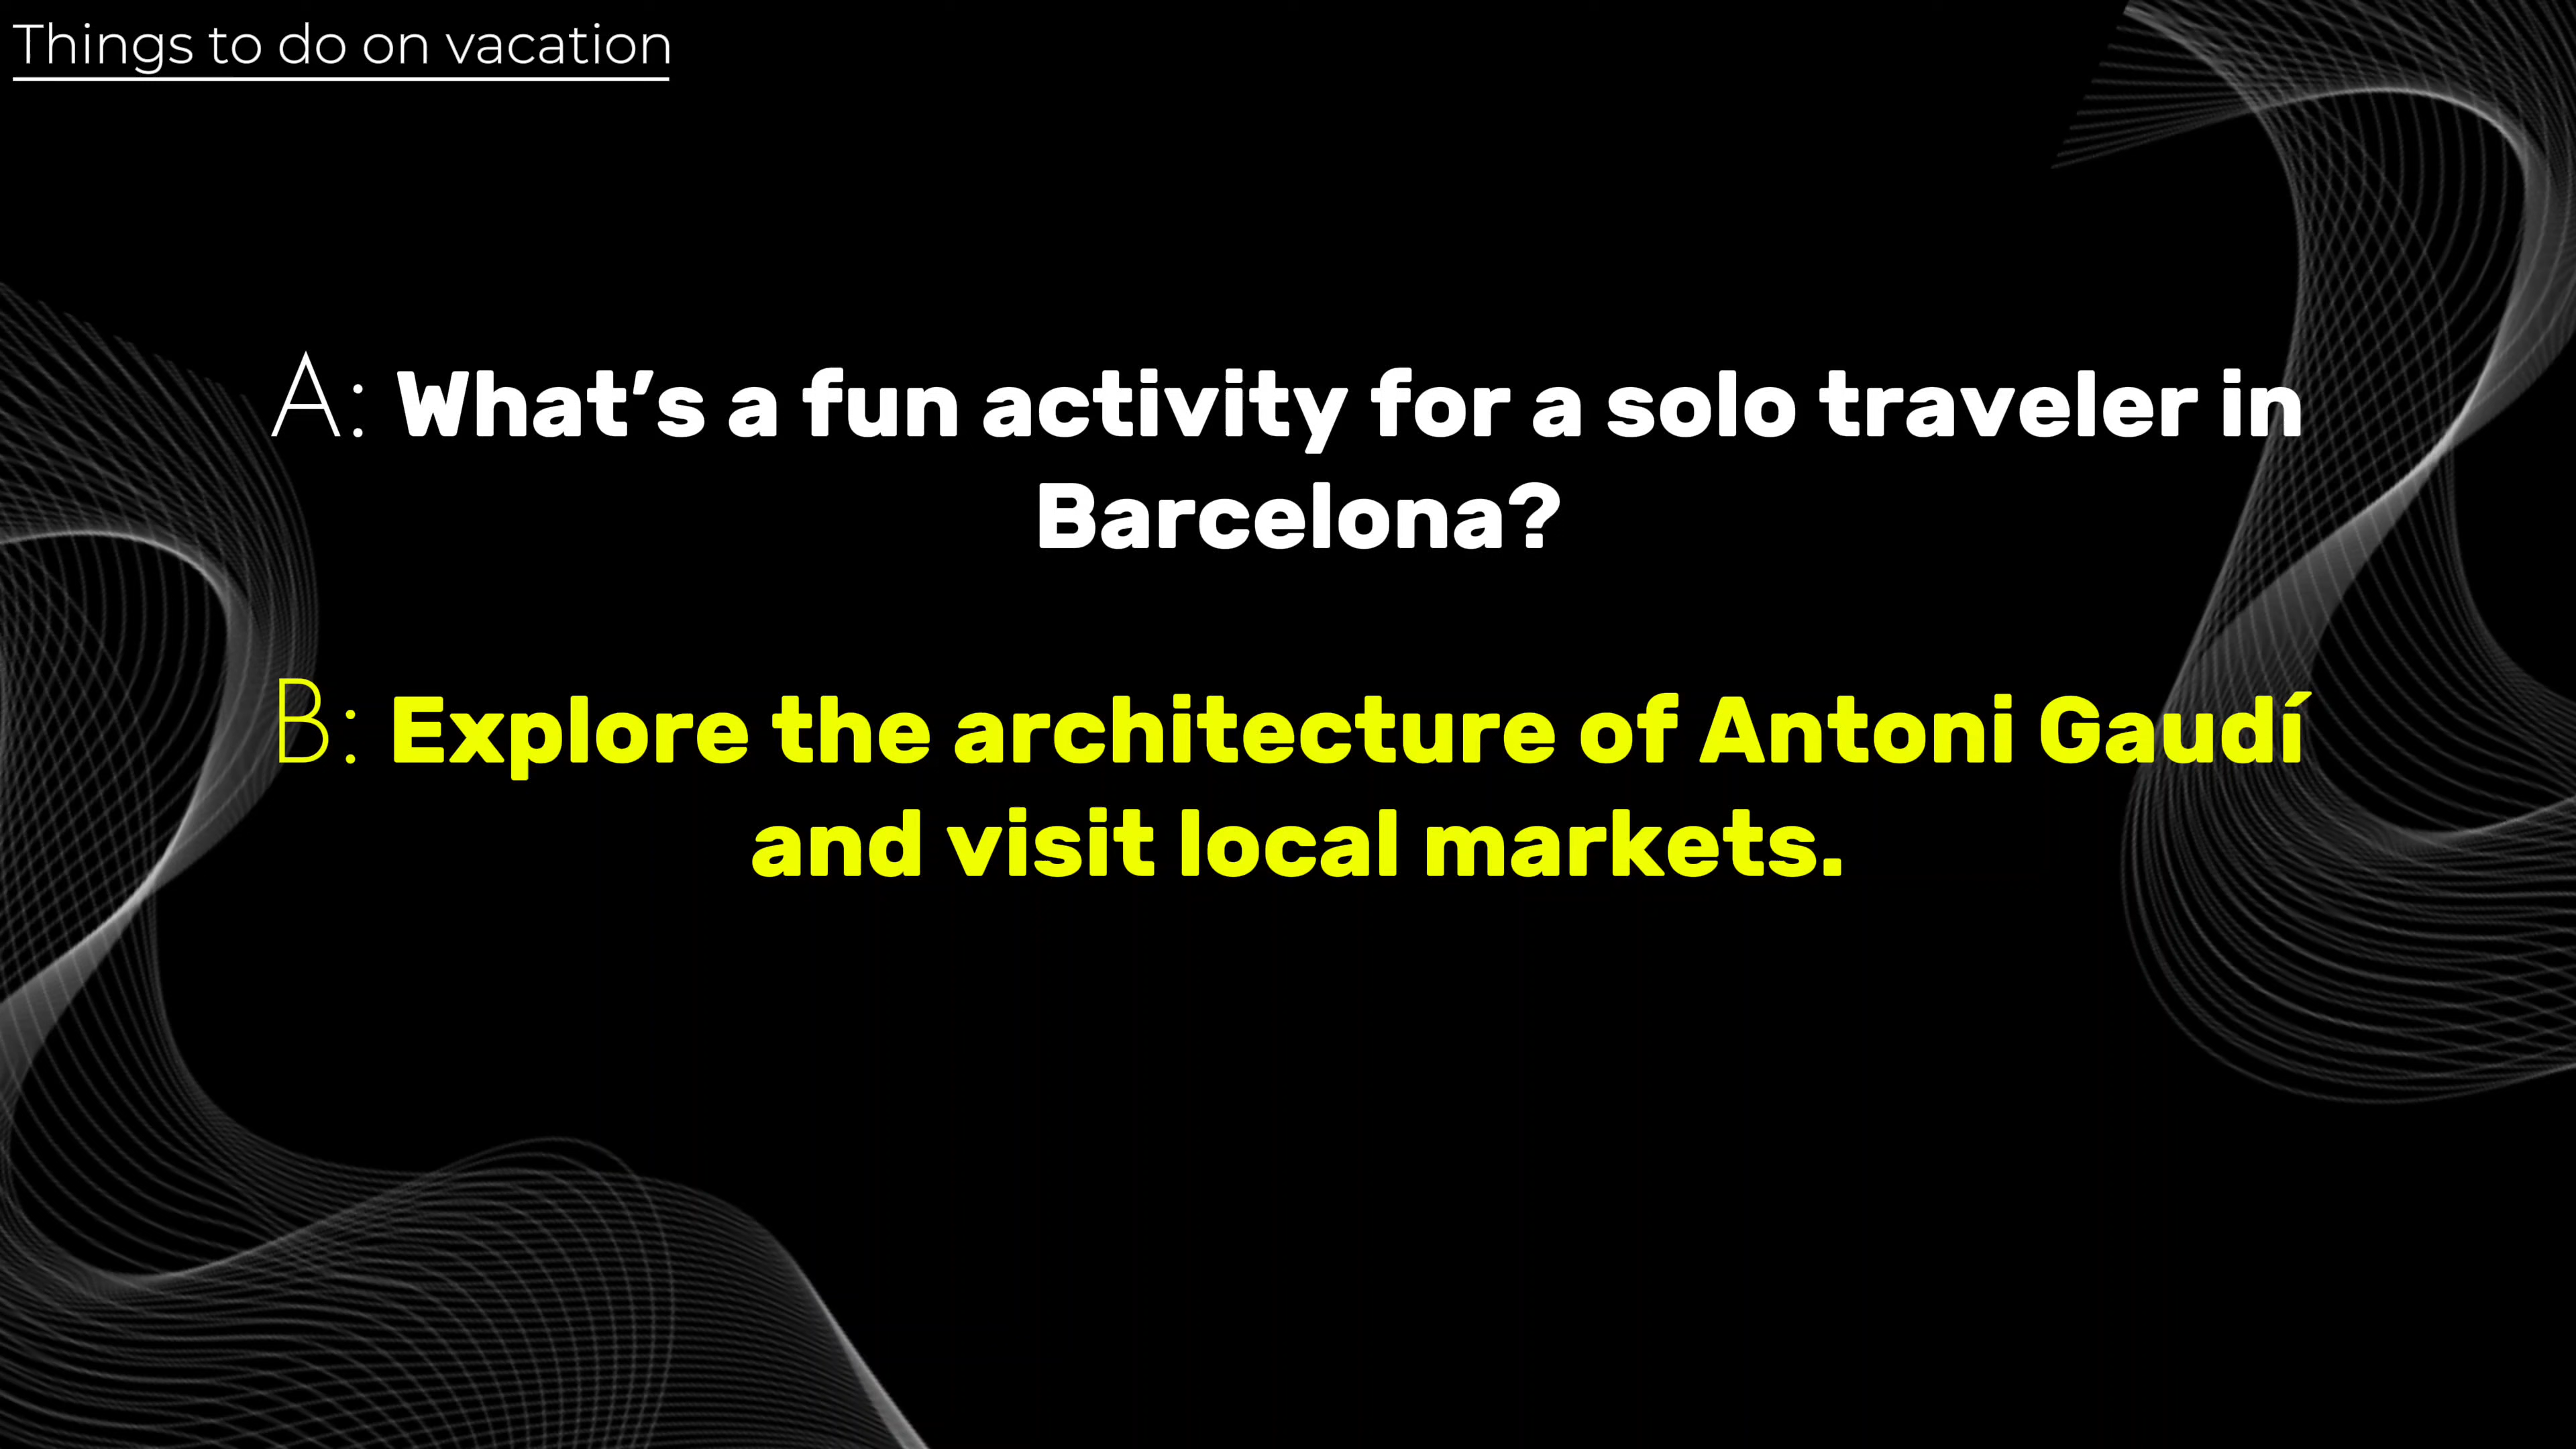 Things to do on vacation
A: What’s a fun activity for a solo traveler in
Barcelona?
B: Explore the architecture of Antoni Gaudí
and visit local markets.